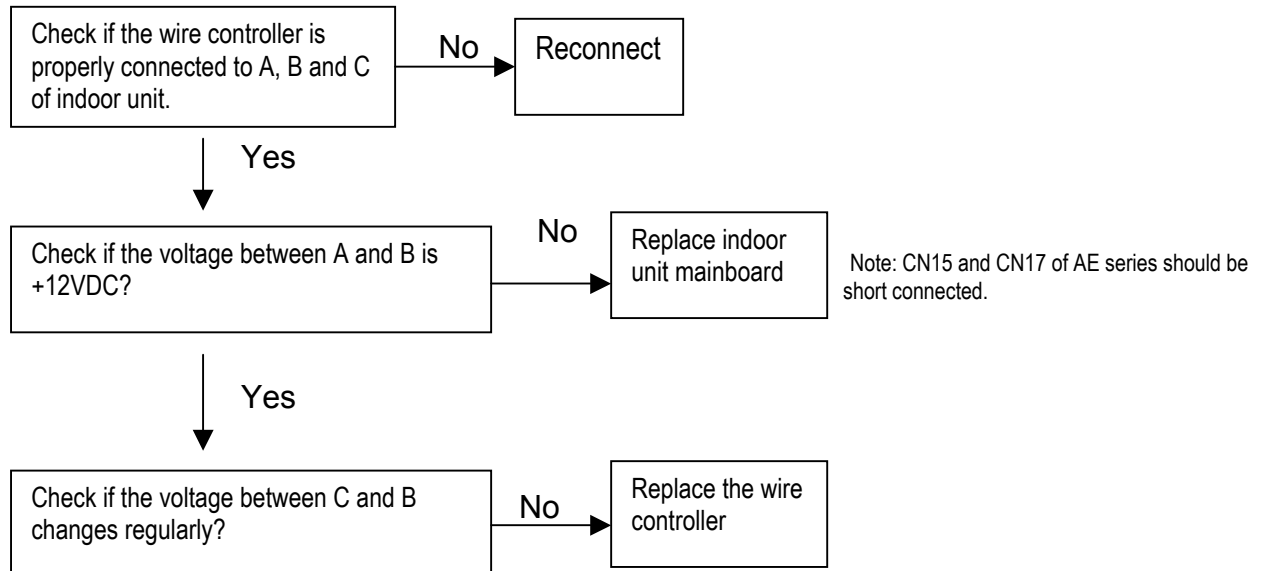 Check if the wire controller is
properly connected to A, B and C
of indoor unit.
No
Reconnect
Yes
Check if the voltage between A and B is
+12VDC?
No
Replace indoor
unit mainboard
Note: CN15 and CN17 of AE series should be
short connected.
Yes
Check if the voltage between C and B
changes regularly?
No
Replace the wire
controller